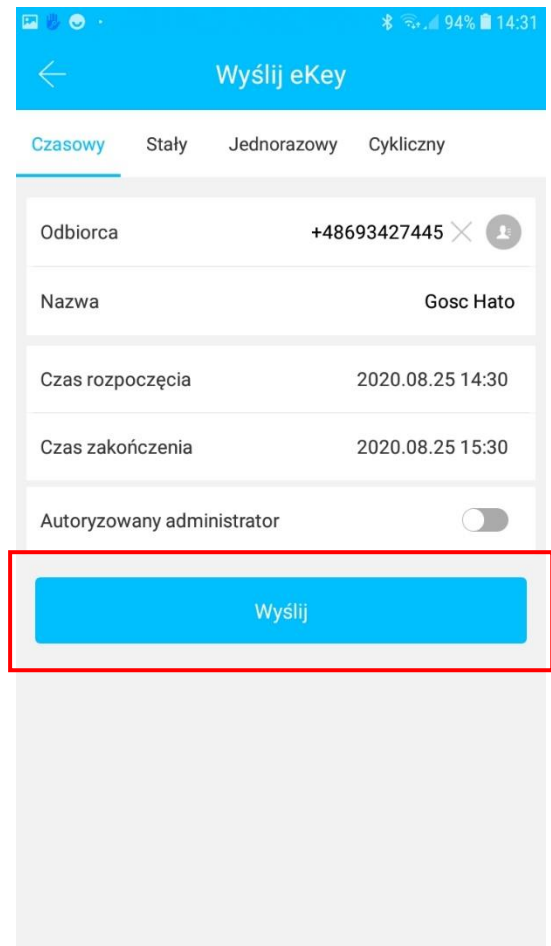 94% 14:31
Wyślij eKey
Czasowy Stały Jednorazowy Cykliczny
Odbiorca +48693427445
Nazwa Gosc Hato
Czas rozpoczęcia 2020.08.25 14:30
Czas zakończenia 2020.08.25 15:30
Autoryzowany administrator
Wyślij